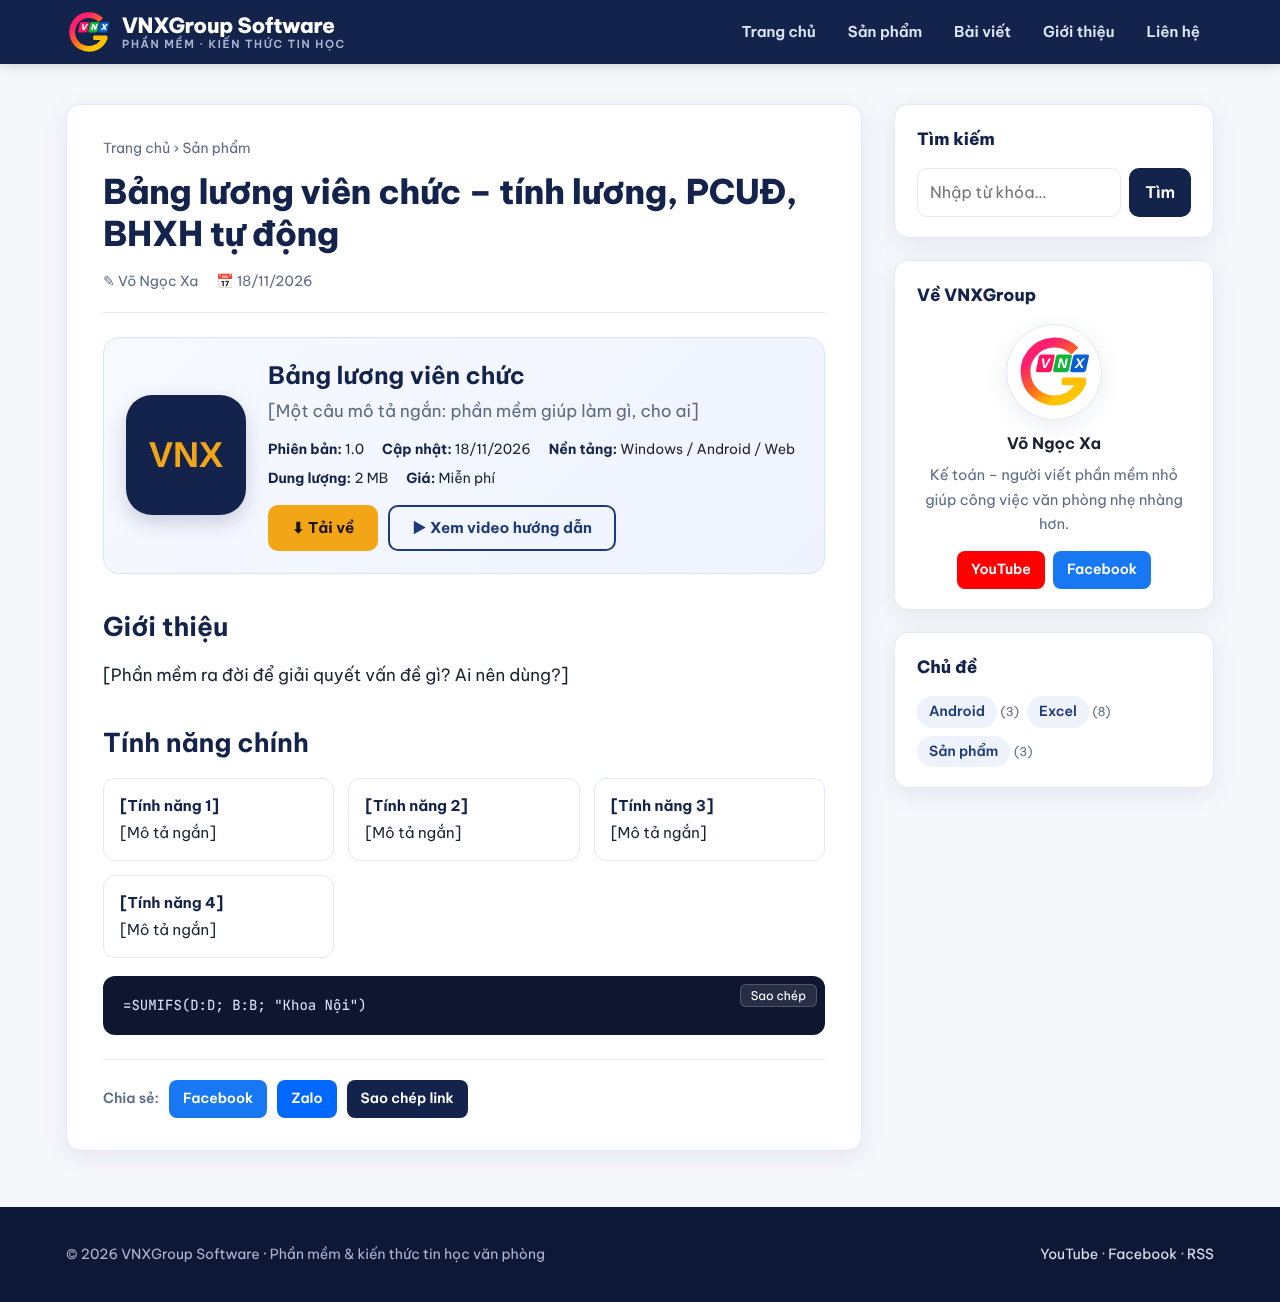 VNX
VNXGroup Software
PHẦN MỀM · KIẾN THỨC TIN HỌC
Trang chủ
Sản phẩm
Bài viết
Giới thiệu
Liên hệ
Trang chủ › Sản phẩm
Bảng lương viên chức – tính lương, PCUĐ,
BHXH tự động
✎ Võ Ngọc Xa 📅 18/11/2026
VNX
Bảng lương viên chức
[Một câu mô tả ngắn: phần mềm giúp làm gì, cho ai]
Phiên bản: 1.0 Cập nhật: 18/11/2026 Nền tảng: Windows / Android / Web
Dung lượng: 2 MB Giá: Miễn phí
⬇ Tải về
▶ Xem video hướng dẫn
Giới thiệu
[Phần mềm ra đời để giải quyết vấn đề gì? Ai nên dùng?]
Tính năng chính
[Tính năng 1]
[Mô tả ngắn]
[Tính năng 2]
[Mô tả ngắn]
[Tính năng 3]
[Mô tả ngắn]
[Tính năng 4]
[Mô tả ngắn]
Sao chép
=SUMIFS(D:D; B:B; "Khoa Nội")
Chia sẻ:
Facebook
Zalo
Sao chép link
Tìm kiếm
Nhập từ khóa...
Tìm
Về VNXGroup
VNX
Võ Ngọc Xa
Kế toán – người viết phần mềm nhỏ
giúp công việc văn phòng nhẹ nhàng
hơn.
YouTube
Facebook
Chủ đề
Android (3) Excel (8)
Sản phẩm (3)
© 2026 VNXGroup Software · Phần mềm & kiến thức tin học văn phòng
YouTube · Facebook · RSS